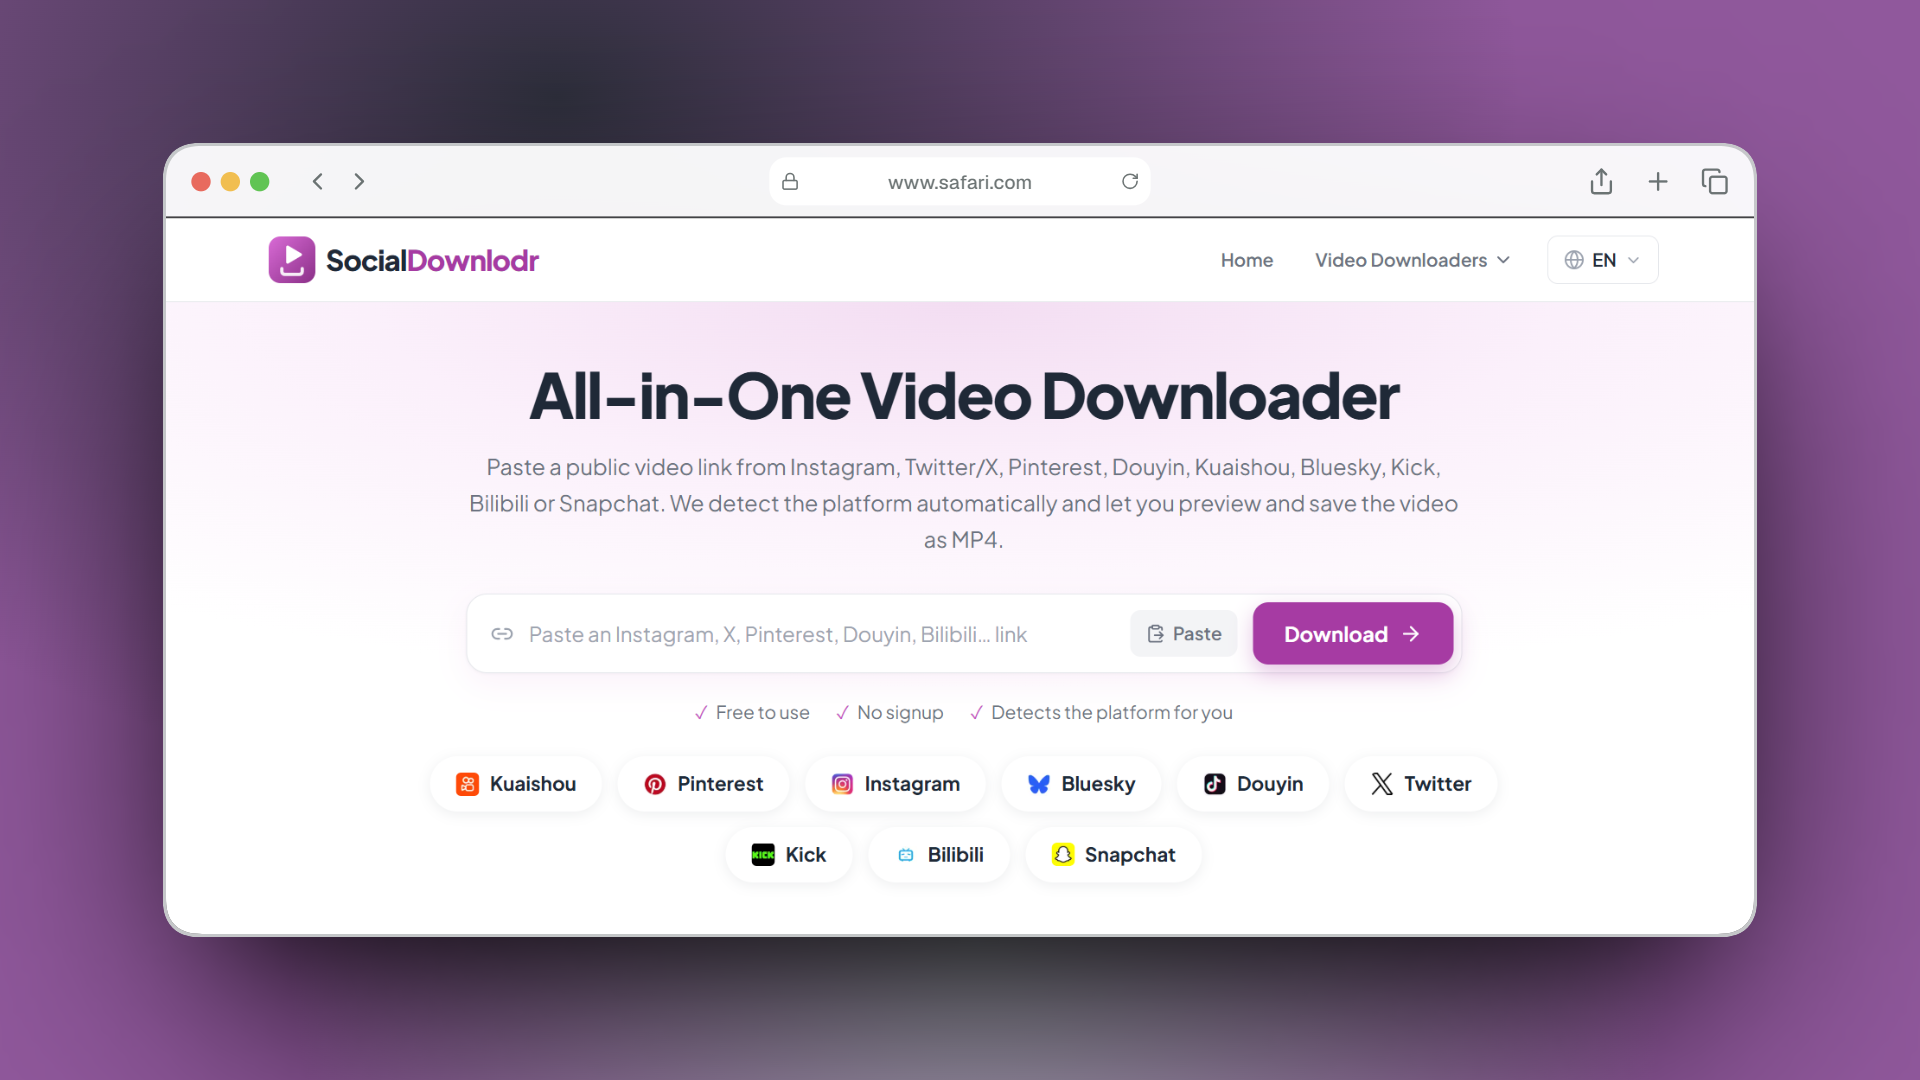 www.safari.com
SocialDownlodr
Home
Video Downloaders
EN
All-in-One Video Downloader
Paste a public video link from Instagram, Twitter/X, Pinterest, Douyin, Kuaishou, Bluesky, Kick,
Bilibili or Snapchat. We detect the platform automatically and let you preview and save the video
as MP4.
Paste an Instagram, X, Pinterest, Douyin, Bilibili... link
Paste
Download →
✓ Free to use ✓ No signup ✓ Detects the platform for you
Kuaishou
Pinterest
Instagram
Bluesky
Douyin
Twitter
KICK Kick
Bilibili
Snapchat